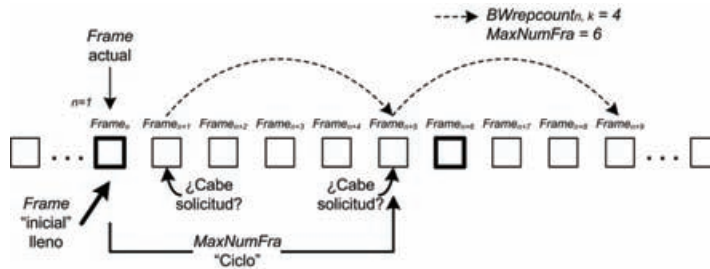 BWrepcountn, k = 4
MaxNumFra = 6
Frame
actual
n=1
Framen Framen+1 Framen+2 Framen+3 Framen+4 Framen+5 Framen+6 Framen+7 Framen+8 Framen+9
. . . . . .
¿Cabe
solicitud?
¿Cabe
solicitud?
Frame
"inicial"
lleno
MaxNumFra
"Ciclo"